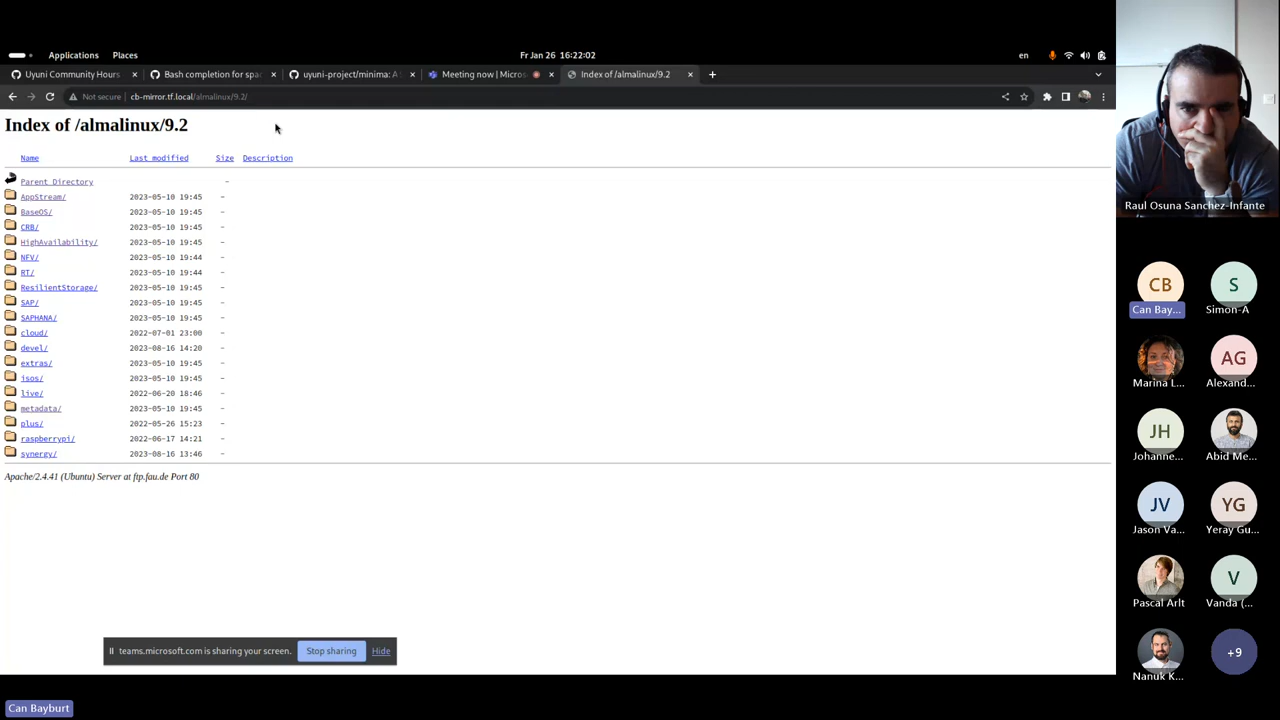 Applications Places Fr Jan 26 16:22:02 en
Uyuni Community Hours Bash completion for spa uyuni-project/minima: A Meeting now | Micros Index of /almalinux/9.2
Not secure cb-mirror.tf.local/almalinux/9.2/
Index of /almalinux/9.2
Name Last modified Size Description
Parent Directory -
AppStream/ 2023-05-10 19:45 -
BaseOS/ 2023-05-10 19:45 -
CRB/ 2023-05-10 19:45 -
HighAvailability/ 2023-05-10 19:45 -
NFV/ 2023-05-10 19:44 -
RT/ 2023-05-10 19:44 -
ResilientStorage/ 2023-05-10 19:45 -
SAP/ 2023-05-10 19:45 -
SAPHANA/ 2023-05-10 19:45 -
cloud/ 2022-07-01 23:00 -
devel/ 2023-08-16 14:20 -
extras/ 2023-05-10 19:45 -
isos/ 2023-05-10 19:45 -
live/ 2022-06-20 18:46 -
metadata/ 2023-05-10 19:45 -
plus/ 2022-05-26 15:23 -
raspberrypi/ 2022-06-17 14:21 -
synergy/ 2023-08-16 13:46 -
Apache/2.4.41 (Ubuntu) Server at ftp.fau.de Port 80
teams.microsoft.com is sharing your screen. Stop sharing Hide
Can Bayburt
Raul Osuna Sanchez-Infante
CB S
Can Bay... Simon-A
AG
Marina L... Alexand...
JH
Johanne... Abid Me...
JV YG
Jason Va... Yeray Gu...
V
Pascal Arlt Vanda (...
+9
Nanuk K...